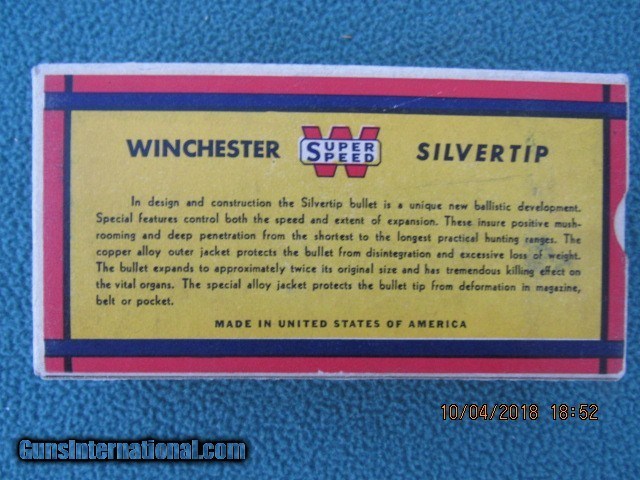 WINCHESTER W SUPER SPEED SILVERTIP
In design and construction the Silvertip bullet is a unique new ballistic development.
Special features control both the speed and extent of expansion. These insure positive mush-
rooming and deep penetration from the shortest to the longest practical hunting ranges. The
copper alloy outer jacket protects the bullet from disintegration and excessive loss of weight.
The bullet expands to approximately twice its original size and has tremendous killing effect on
the vital organs. The special alloy jacket protects the bullet tip from deformation in magazine,
belt or pocket.
MADE IN UNITED STATES OF AMERICA
10/04/2018 18:52
GunsInternational.com